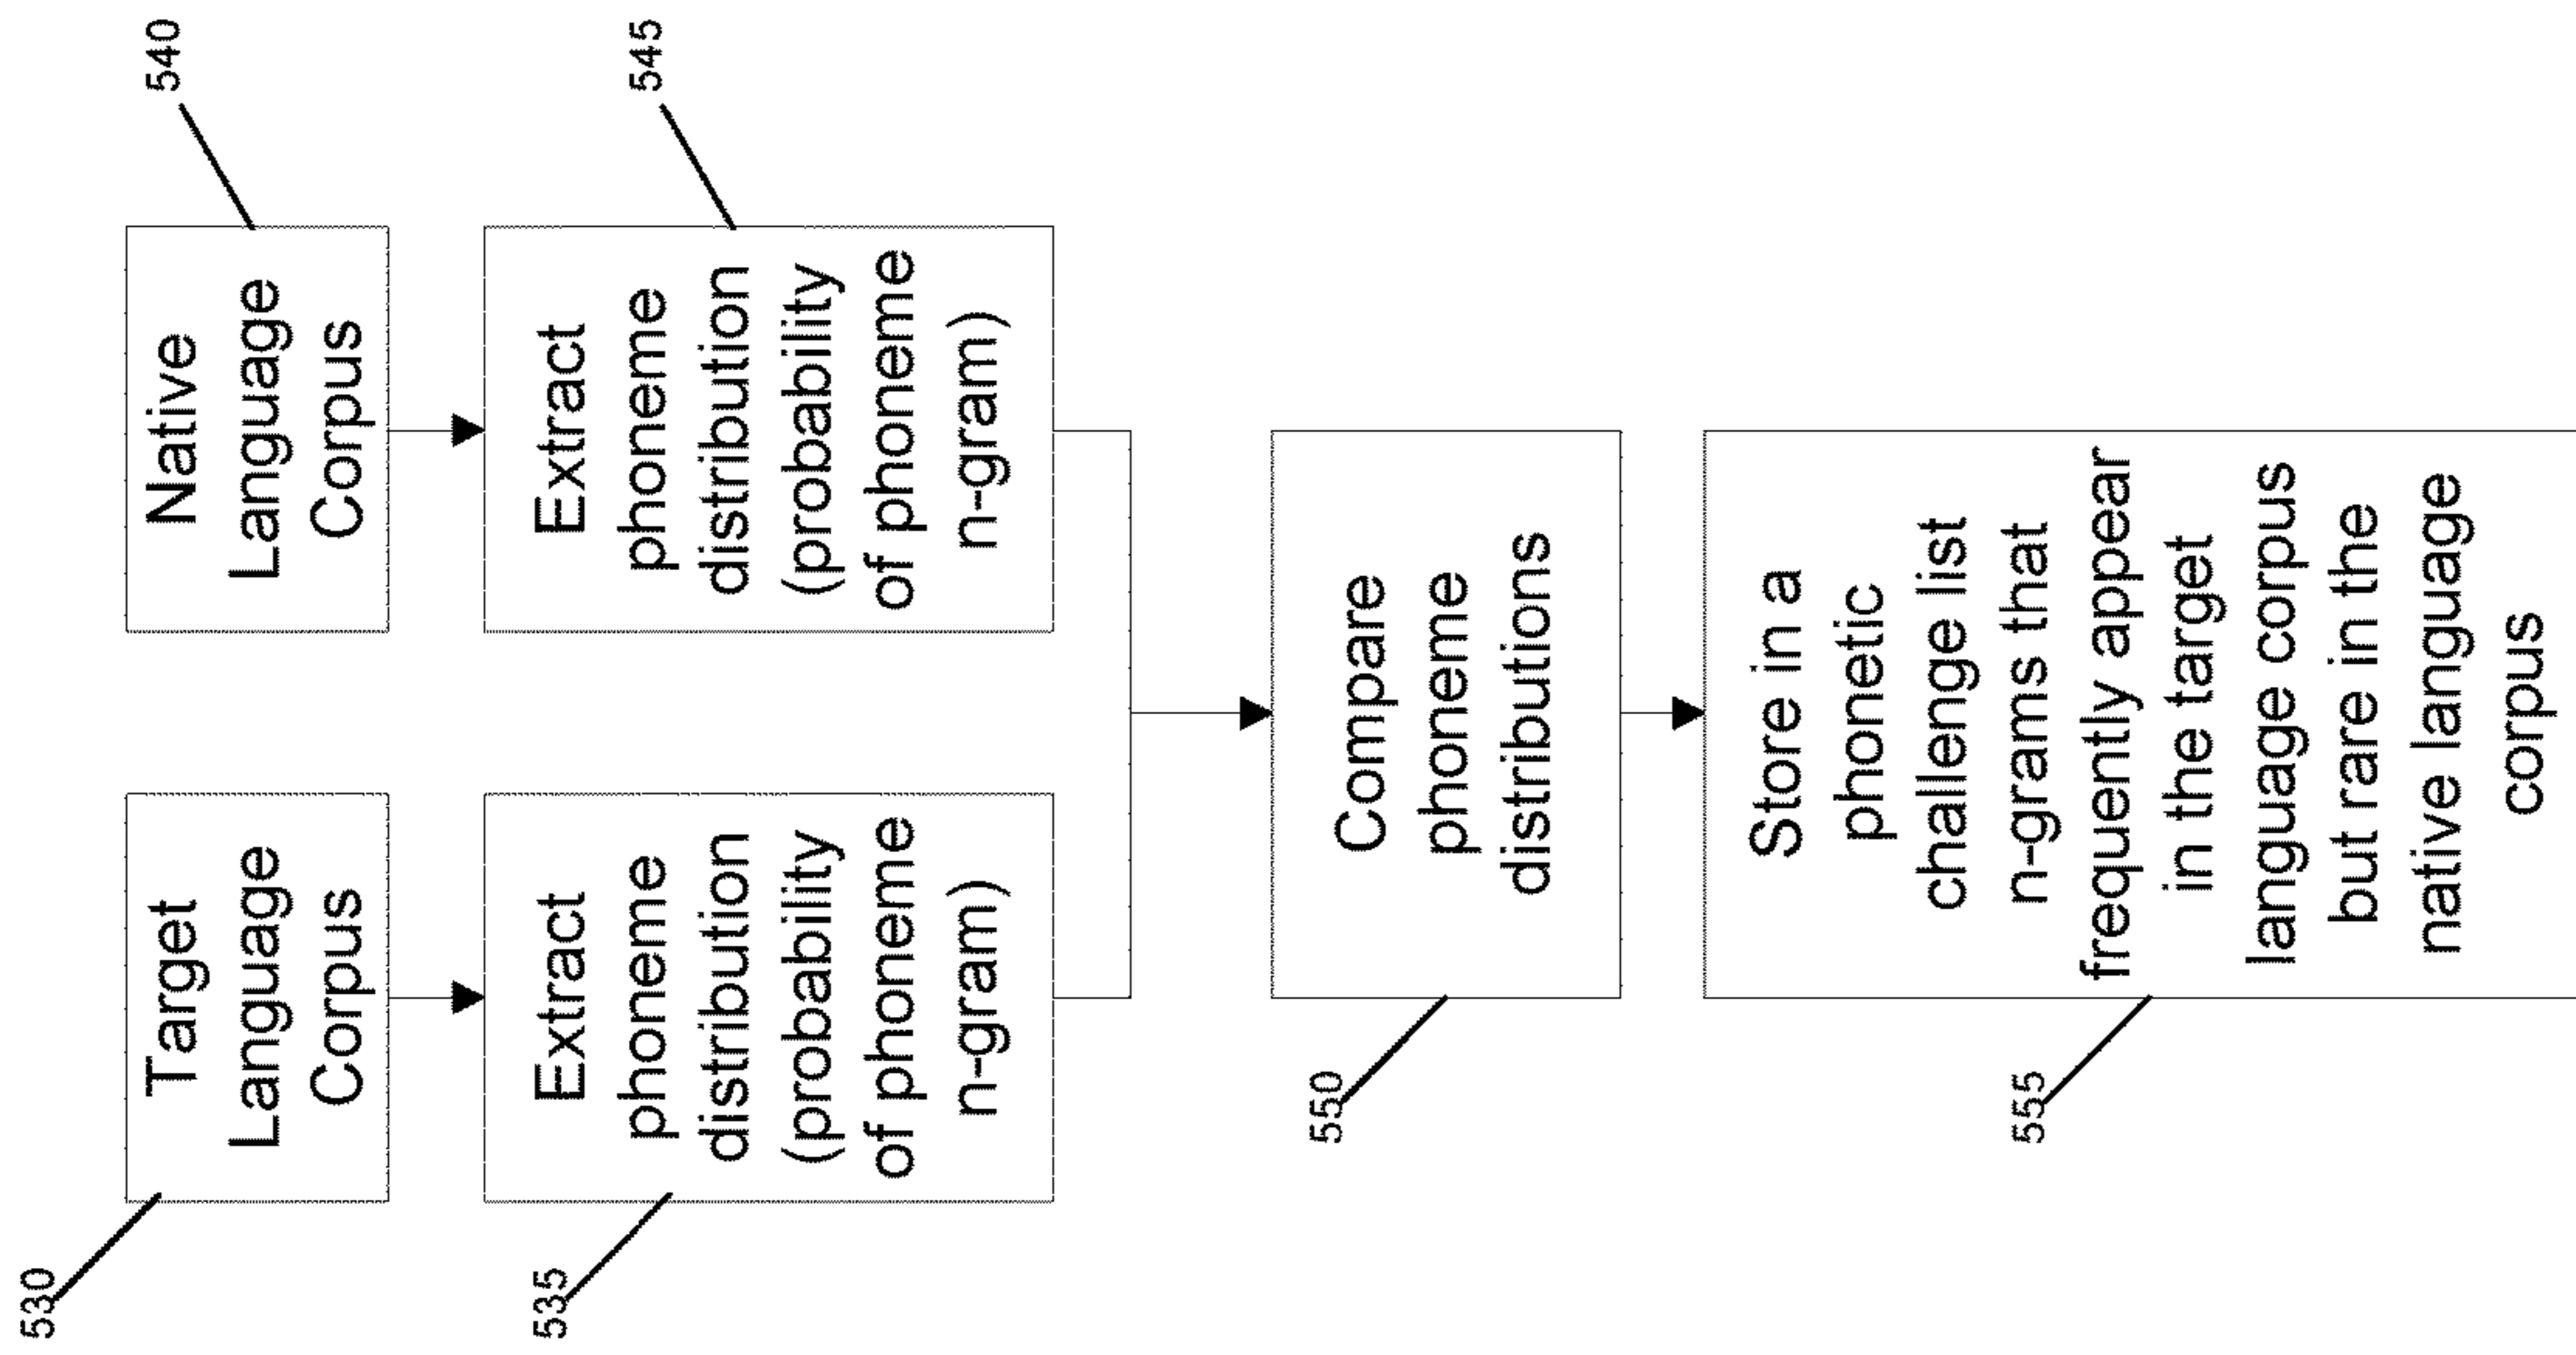 530
Target
Language
Corpus
540
Native
Language
Corpus
535
Extract
phoneme
distribution
(probability
of phoneme
n-gram)
545
Extract
phoneme
distribution
(probability
of phoneme
n-gram)
550
Compare
phoneme
distributions
555
Store in a
phonetic
challenge list
n-grams that
frequently appear
in the target
language corpus
but rare in the
native language
corpus